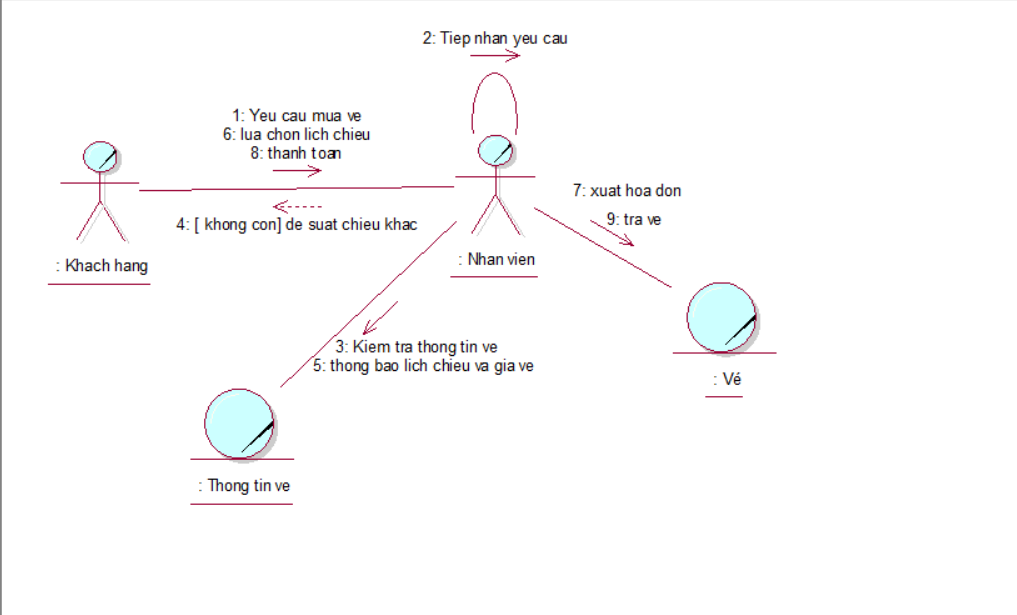 2: Tiep nhan yeu cau
1: Yeu cau mua ve
6: lua chon lich chieu
8: thanh toan
4: [ khong con] de suat chieu khac
: Khach hang
: Nhan vien
7: xuat hoa don
9: tra ve
3: Kiem tra thong tin ve
5: thong bao lich chieu va gia ve
: Vé
: Thong tin ve